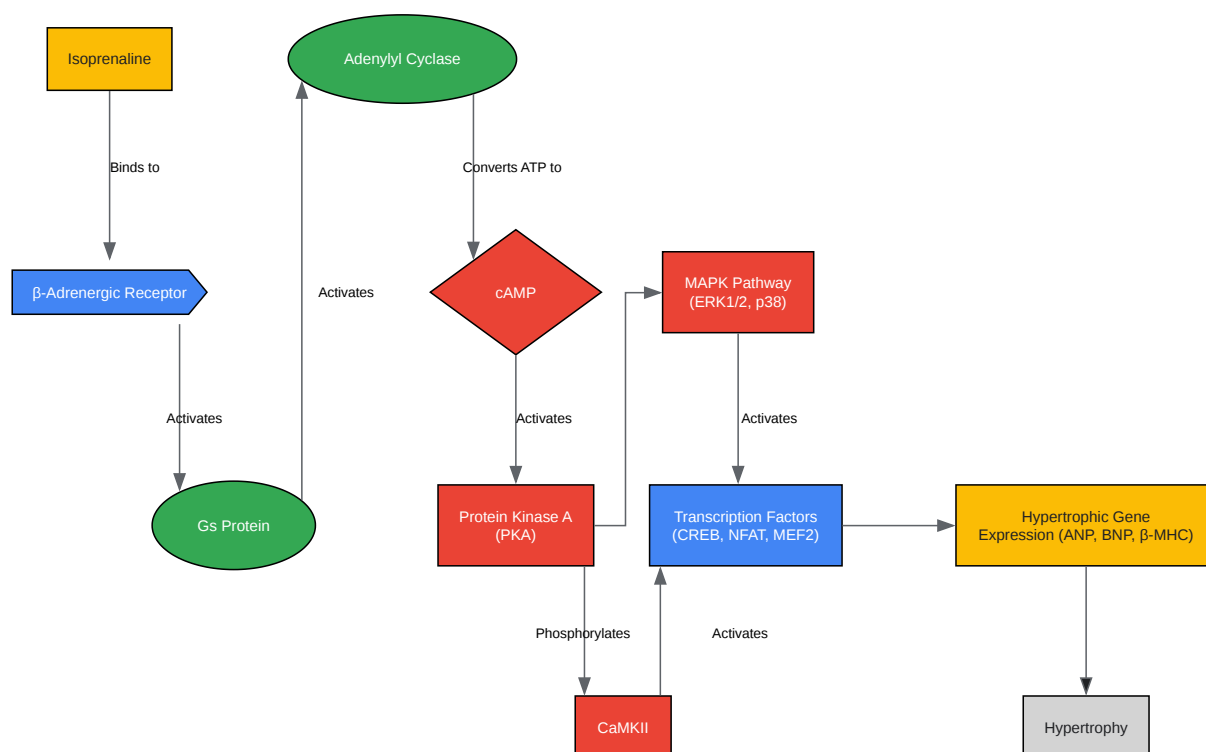 Isoprenaline
Adenylyl Cyclase
Binds to
Converts ATP to
β-Adrenergic Receptor
Activates
cAMP
MAPK Pathway
(ERK1/2, p38)
Activates
Activates
Activates
Gs Protein
Protein Kinase A
(PKA)
Transcription Factors
(CREB, NFAT, MEF2)
Hypertrophic Gene
Expression (ANP, BNP, β-MHC)
Phosphorylates
Activates
CaMKII
Hypertrophy